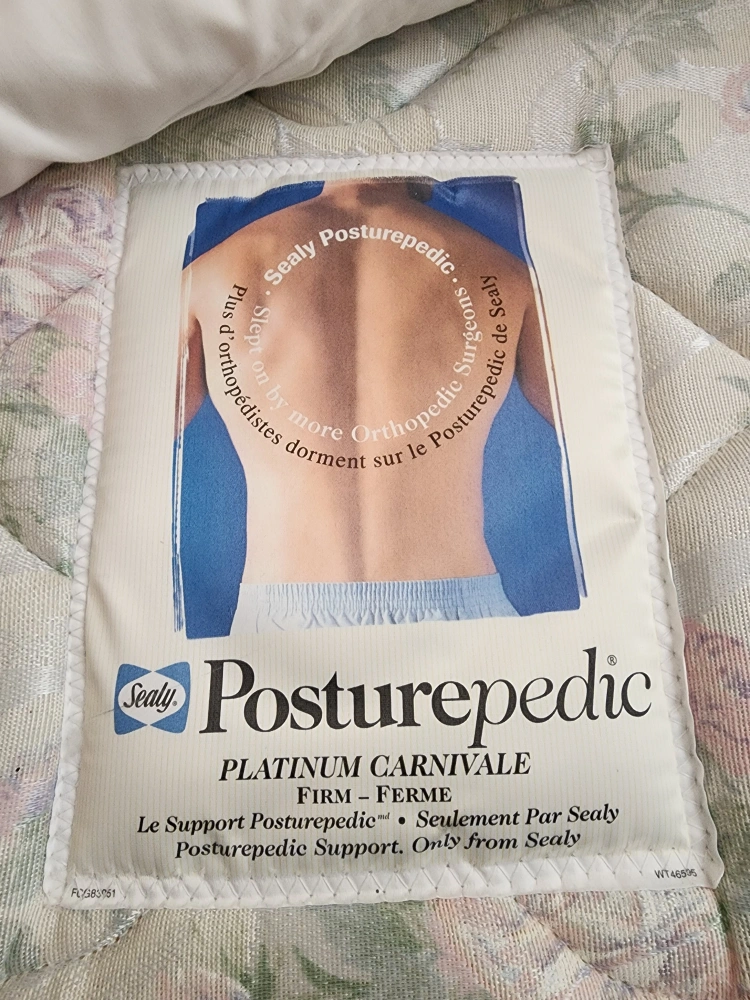 Sealy Posturepedic
• Slept on by more Orthopedic Surgeons •
Plus d'orthopédistes dorment sur le Posturepedic de Sealy
Sealy®
Posturepedic®
PLATINUM CARNIVALE
FIRM – FERME
Le Support Posturepedic md • Seulement Par Sealy
Posturepedic Support. Only from Sealy